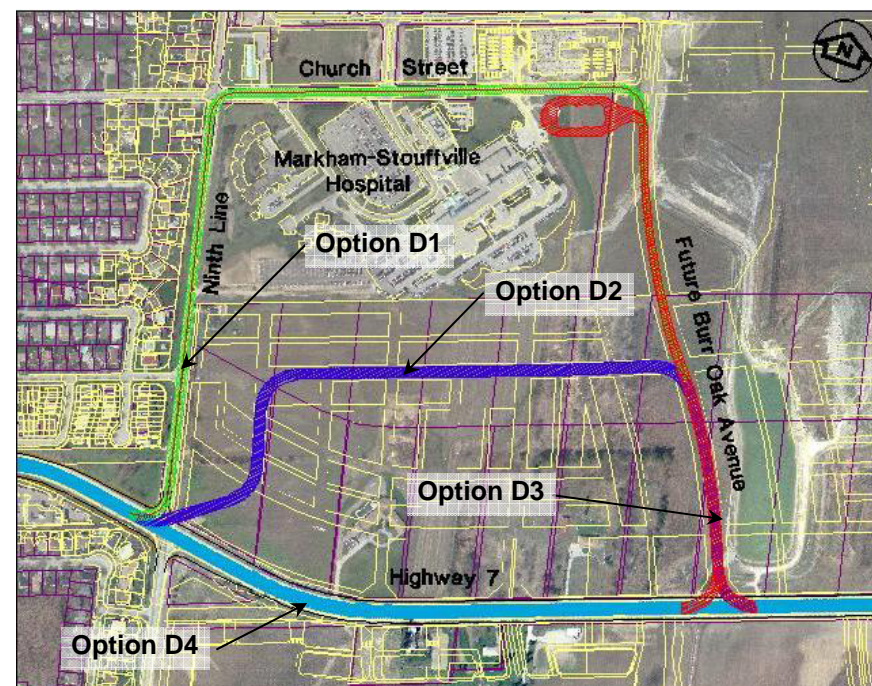 N
Church Street
Markham-Stouffville
Hospital
Ninth Line
Option D1
Option D2
Future Burr Oak Avenue
Option D3
Highway 7
Option D4